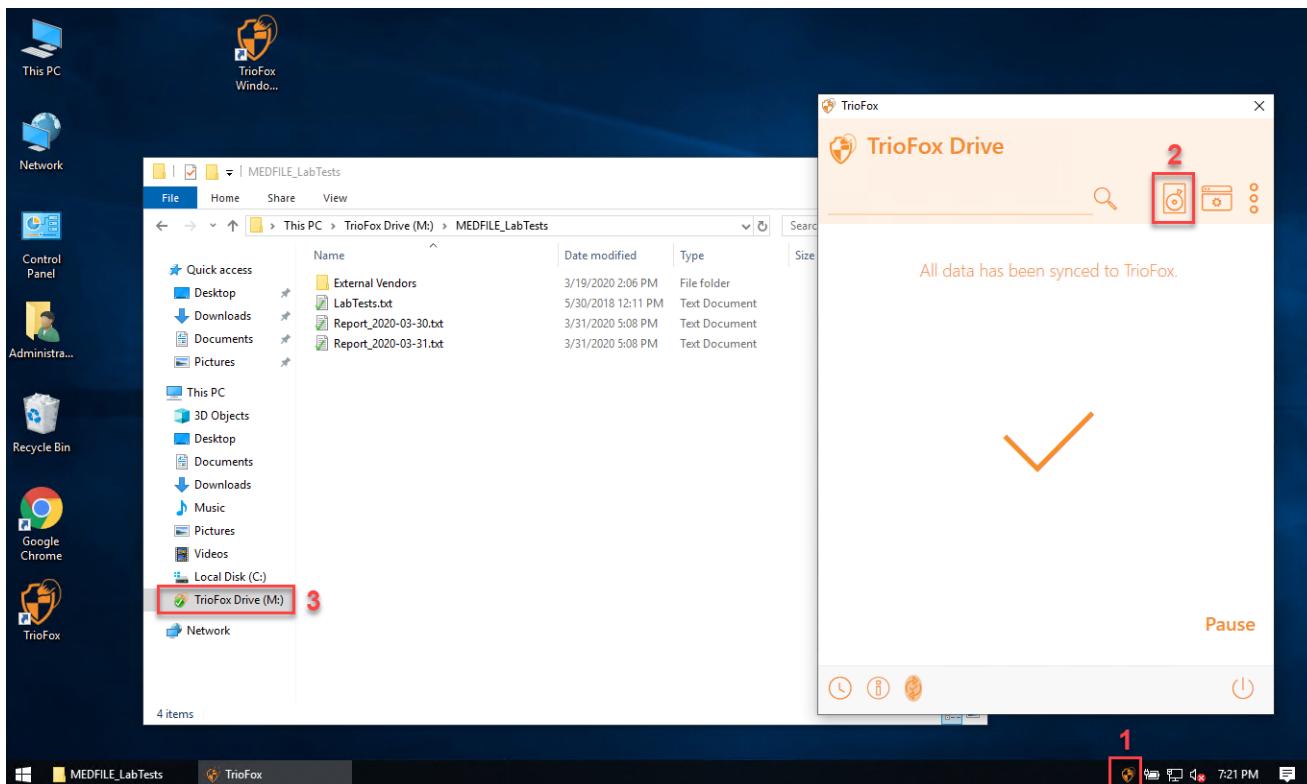 This PC
TrioFox
Windo...
Network
Control
Panel
Administra...
Recycle Bin
Google
Chrome
TrioFox
MEDFILE_LabTests
File Home Share View
This PC > TrioFox Drive (M:) > MEDFILE_LabTests
Searc
Name Date modified Type Size
Quick access
Desktop
Downloads
Documents
Pictures
This PC
3D Objects
Desktop
Documents
Downloads
Music
Pictures
Videos
Local Disk (C:)
TrioFox Drive (M:)
3
Network
External Vendors 3/19/2020 2:06 PM File folder
LabTests.txt 5/30/2018 12:11 PM Text Document
Report_2020-03-30.txt 3/31/2020 5:08 PM Text Document
Report_2020-03-31.txt 3/31/2020 5:08 PM Text Document
4 items
TrioFox
TrioFox Drive
2
All data has been synced to TrioFox.
Pause
1
MEDFILE_LabTests
TrioFox
7:21 PM